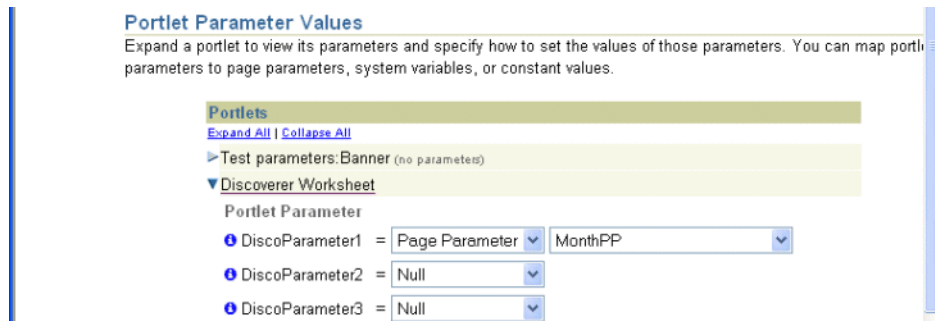 Portlet Parameter Values
Expand a portlet to view its parameters and specify how to set the values of those parameters. You can map
parameters to page parameters, system variables, or constant values.
Portlets
Expand All | Collapse All
Test parameters:Banner (no parameters)
Discoverer Worksheet
Portlet Parameter
DiscoParameter1 = Page Parameter MonthPP
DiscoParameter2 = Null
DiscoParameter3 = Null